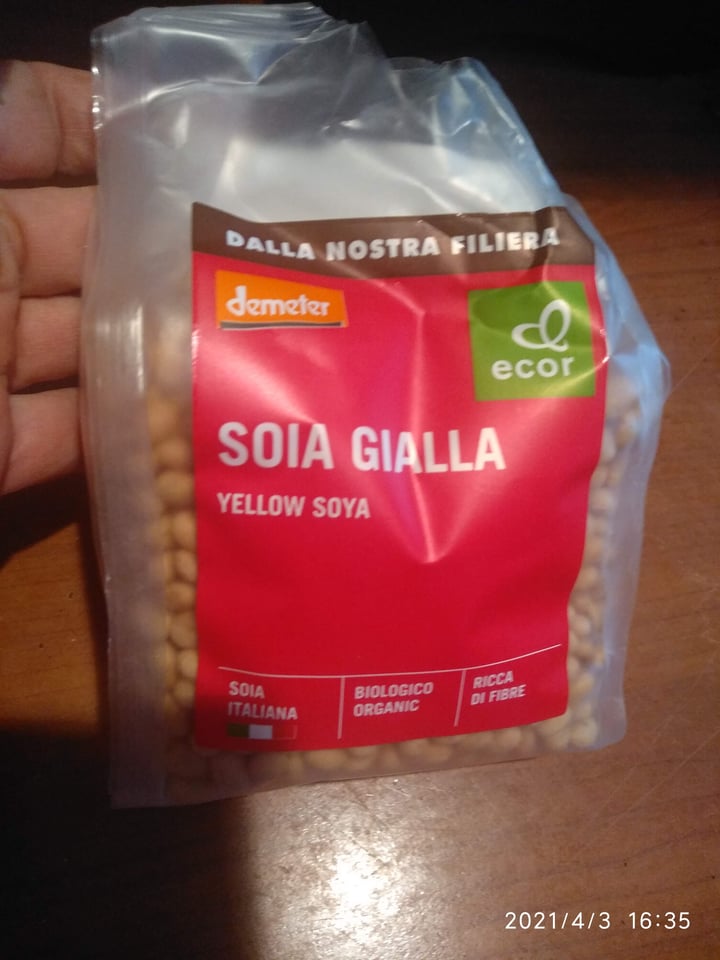 DALLA NOSTRA FILIERA
demeter
ecor
SOIA GIALLA
YELLOW SOYA
SOIA
ITALIANA
BIOLOGICO
ORGANIC
RICCA
DI FIBRE
2021/4/3 16:35